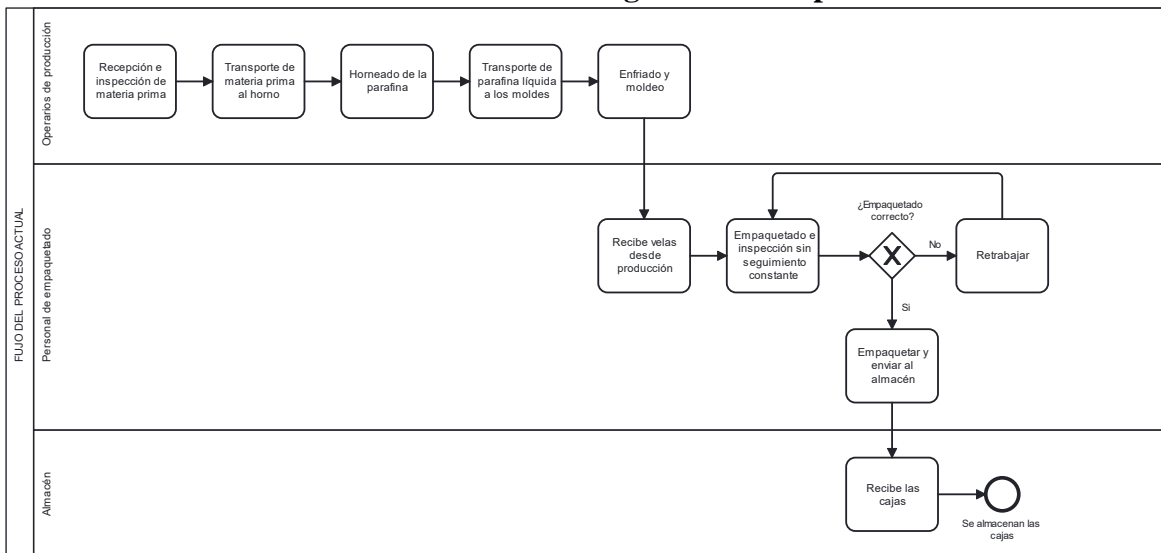 FUJO DEL PROCESO ACTUAL
Operarios de producción
Recepción e
inspección de
materia prima
Transporte de
materia prima
al horno
Horneado de la
parafina
Transporte de
parafina líquida
a los moldes
Enfriado y
moldeo
Personal de empaquetado
Recibe velas
desde
producción
Empaquetado e
inspección sin
seguimiento
constante
¿Empaquetado
correcto?
No
Retrabajar
Si
Empaquetar y
enviar al
almacén
Almacén
Recibe las
cajas
Se almacenan las
cajas